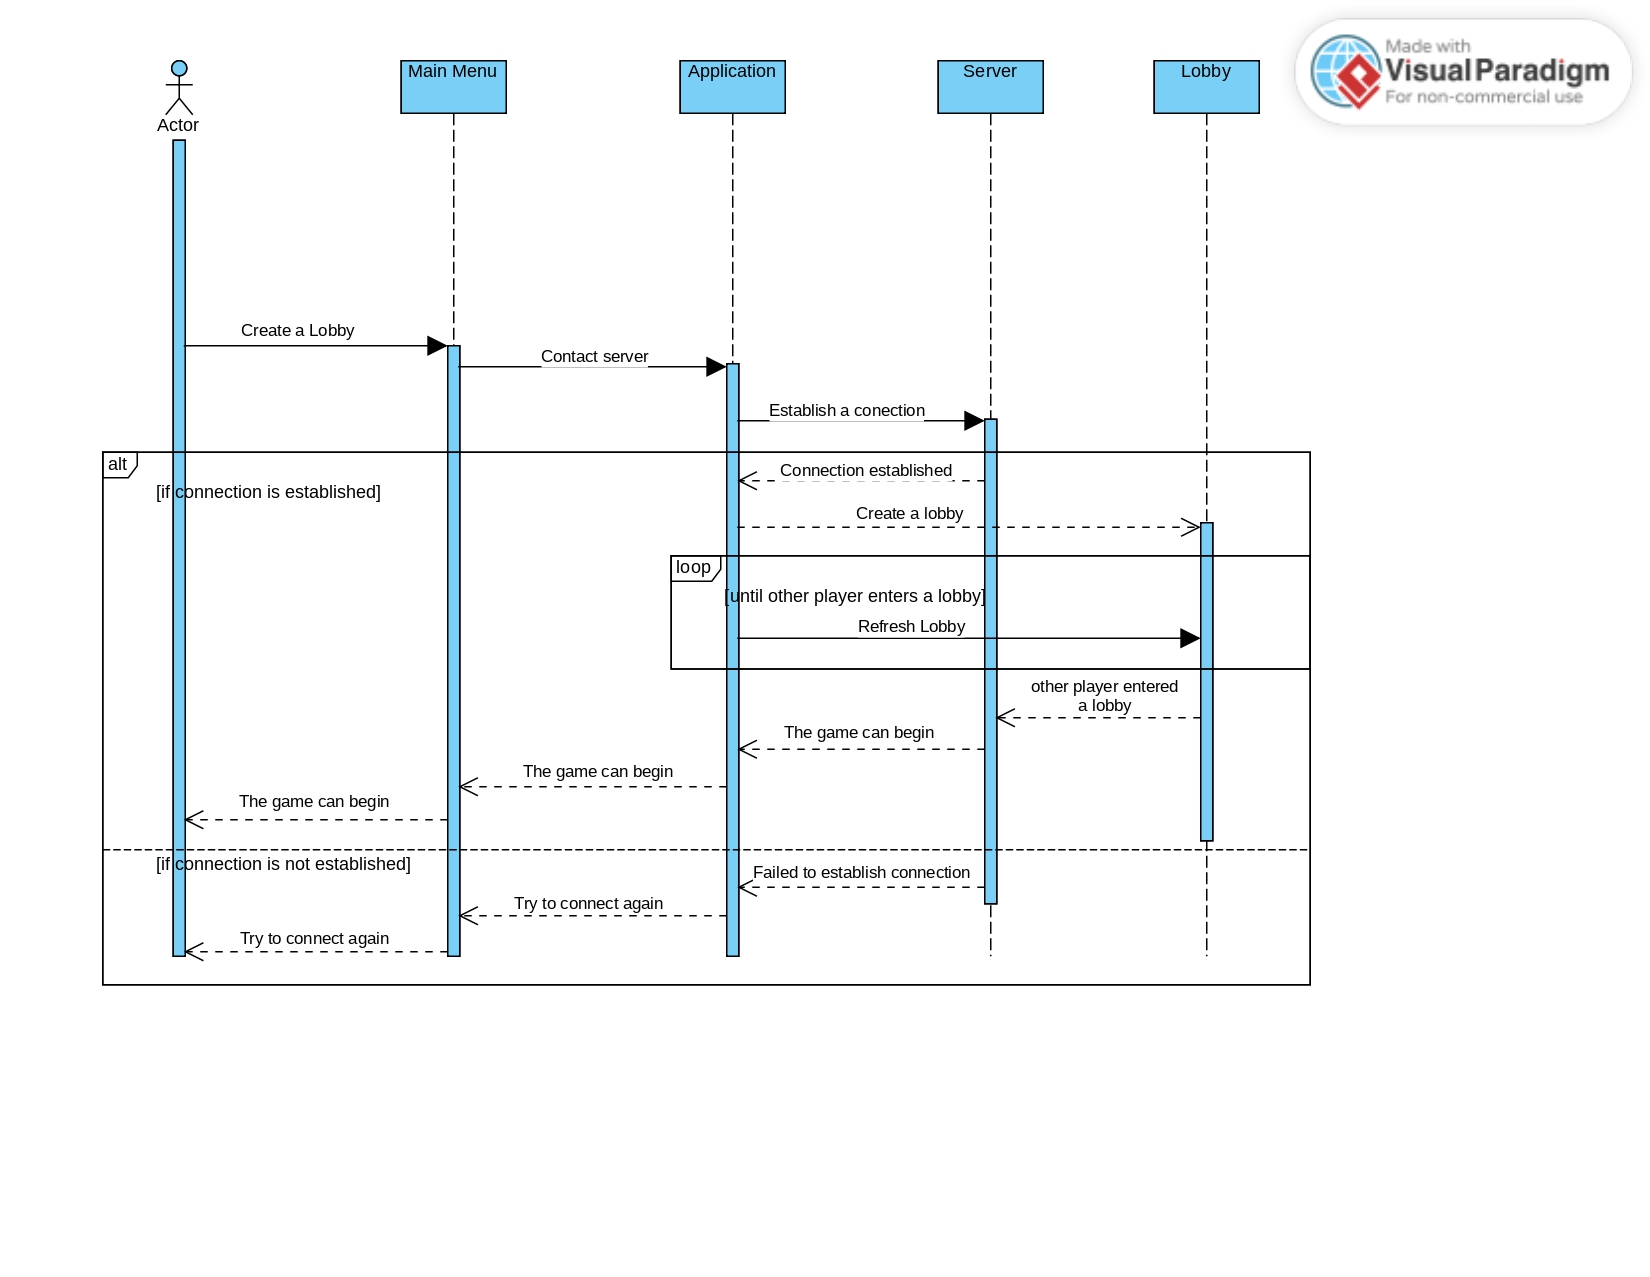 Made with
Visual Paradigm
For non-commercial use
Actor
Main Menu
Application
Server
Lobby
Create a Lobby
Contact server
Establish a conection
alt
Connection established
[if connection is established]
Create a lobby
loop
[until other player enters a lobby]
Refresh Lobby
other player entered
a lobby
The game can begin
The game can begin
The game can begin
[if connection is not established]
Failed to establish connection
Try to connect again
Try to connect again